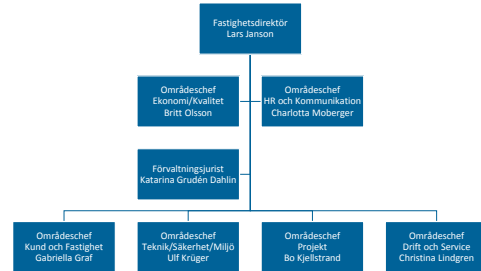 Fastighetsdirektör
Lars Janson
Områdeschef
Ekonomi/Kvalitet
Britt Olsson
Områdeschef
HR och Kommunikation
Charlotta Moberger
Förvaltningsjurist
Katarina Grudén Dahlin
Områdeschef
Kund och Fastighet
Gabriella Graf
Områdeschef
Teknik/Säkerhet/Miljö
Ulf Krüger
Områdeschef
Projekt
Bo Kjellstrand
Områdeschef
Drift och Service
Christina Lindgren